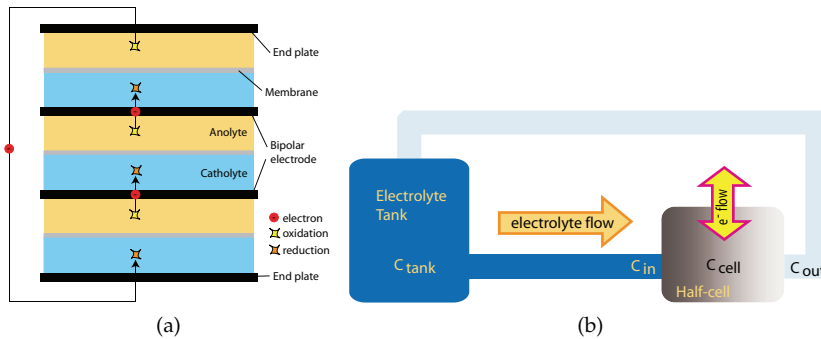 End plate
Membrane
Anolyte
Bipolar
electrode
Catholyte
electron
oxidation
reduction
End plate
(a)
Electrolyte
Tank
electrolyte flow
e- flow
C tank
C in
C cell
C out
Half-cell
(b)